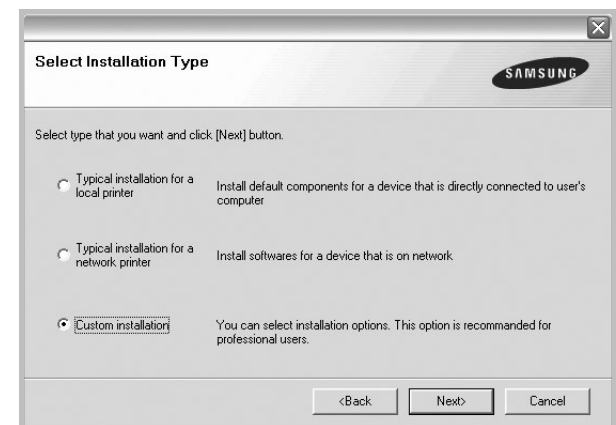 Select Installation Type
SAMSUNG
Select type that you want and click [Next] button.
Typical installation for a
local printer
Install default components for a device that is directly connected to user's
computer
Typical installation for a
network printer
Install softwares for a device that is on network
Custom installation
You can select installation options. This option is recommanded for
professional users.
<Back
Next>
Cancel